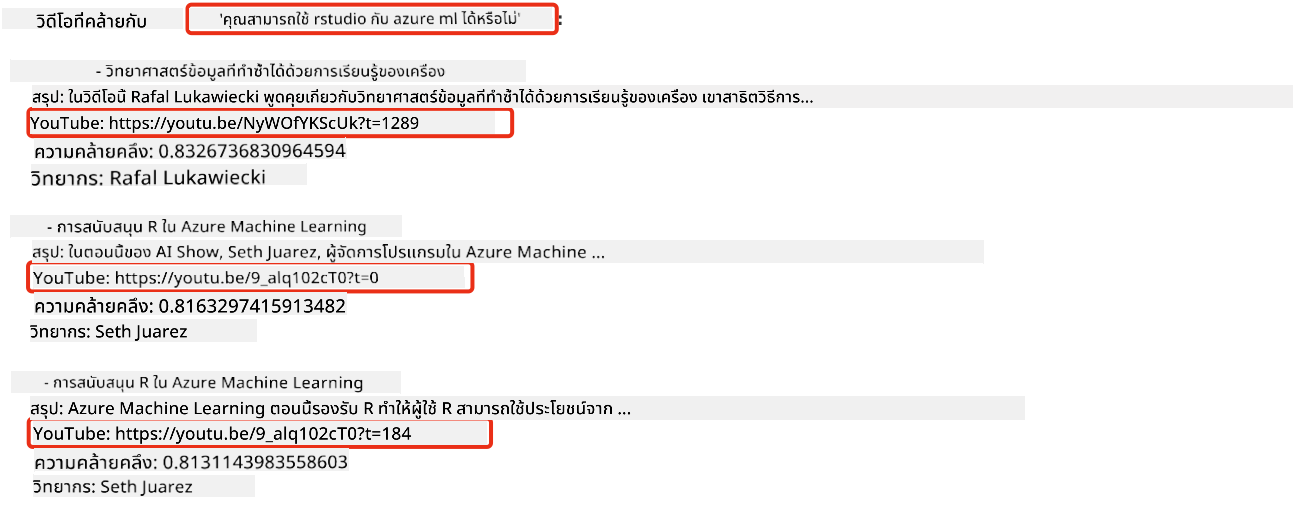 วิดีโอที่คล้ายกับ 'คุณสามารถใช้ rstudio กับ azure ml ได้หรือไม่':
- วิทยาศาสตร์ข้อมูลที่ทำซ้ำได้ด้วยการเรียนรู้ของเครื่อง
สรุป: ในวิดีโอนี้ Rafal Lukawiecki พูดคุยเกี่ยวกับวิทยาศาสตร์ข้อมูลที่ทำซ้ำได้ด้วยการเรียนรู้ของเครื่อง เขาสาธิตวิธีการ...
YouTube: https://youtu.be/NyWOfYKScUk?t=1289
ความคล้ายคลึง: 0.8326736830964594
วิทยากร: Rafal Lukawiecki
- การสนับสนุน R ใน Azure Machine Learning
สรุป: ในตอนนี้ของ AI Show, Seth Juarez, ผู้จัดการโปรแกรมใน Azure Machine ...
YouTube: https://youtu.be/9_alq102cT0?t=0
ความคล้ายคลึง: 0.8163297415913482
วิทยากร: Seth Juarez
- การสนับสนุน R ใน Azure Machine Learning
สรุป: Azure Machine Learning ตอนนี้รองรับ R ทำให้ผู้ใช้ R สามารถใช้ประโยชน์จาก ...
YouTube: https://youtu.be/9_alq102cT0?t=184
ความคล้ายคลึง: 0.8131143983558603
วิทยากร: Seth Juarez